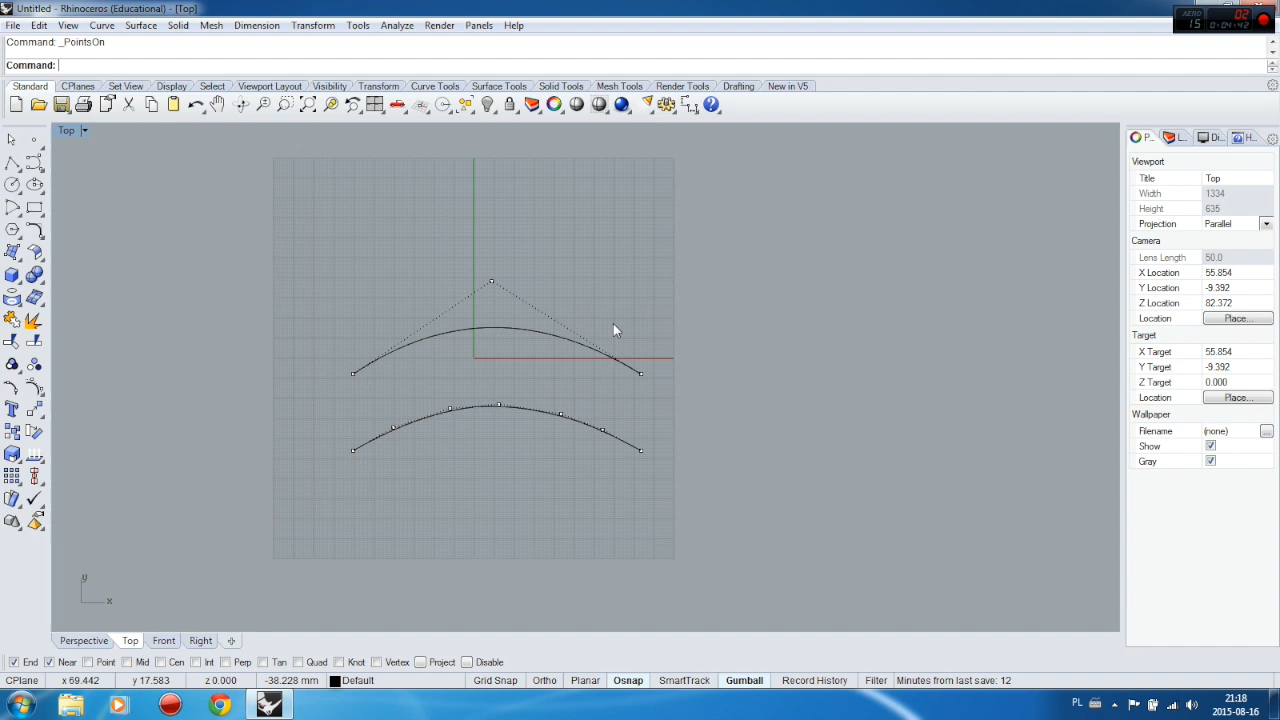 Untitled - Rhinoceros (Educational) - [Top]
AERO
15
02
0:04:42
File Edit View Curve Surface Solid Mesh Dimension Transform Tools Analyze Render Panels Help
Command: _PointsOn
Command:
Standard CPlanes Set View Display Select Viewport Layout Visibility Transform Curve Tools Surface Tools Solid Tools Mesh Tools Render Tools Drafting New in V5
Top
P... L... Di... H...
Viewport
Title Top
Width 1334
Height 635
Projection Parallel
Camera
Lens Length 50.0
X Location 55.854
Y Location -9.392
Z Location 82.372
Location Place...
Target
X Target 55.854
Y Target -9.392
Z Target 0.000
Location Place...
Wallpaper
Filename (none) ...
Show
Gray
y
x
Perspective Top Front Right
End Near Point Mid Cen Int Perp Tan Quad Knot Vertex Project Disable
CPlane x 69.442 y 17.583 z 0.000 -38.228 mm Default Grid Snap Ortho Planar Osnap SmartTrack Gumball Record History Filter Minutes from last save: 12
PL
21:18
2015-08-16